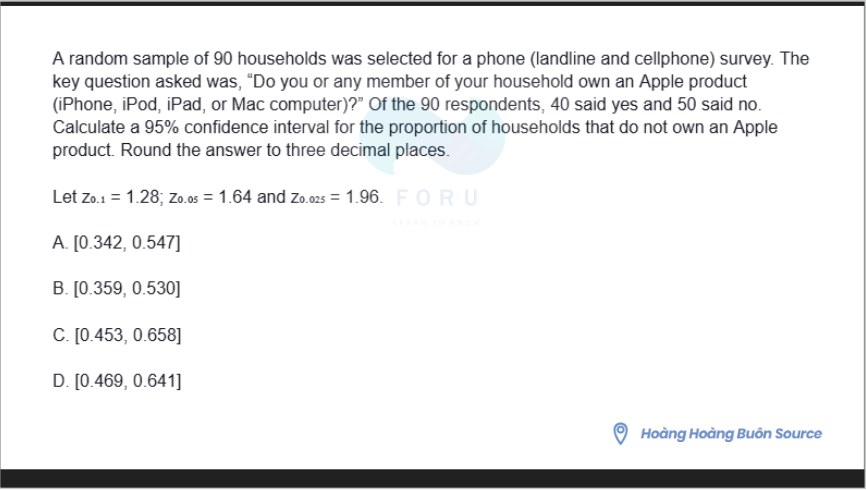 A random sample of 90 households was selected for a phone (landline and cellphone) survey. The
key question asked was, “Do you or any member of your household own an Apple product
(iPhone, iPod, iPad, or Mac computer)?” Of the 90 respondents, 40 said yes and 50 said no.
Calculate a 95% confidence interval for the proportion of households that do not own an Apple
product. Round the answer to three decimal places.
Let z₀.₁ = 1.28; z₀.₀₅ = 1.64 and z₀.₀₂₅ = 1.96.
FORU
A. [0.342, 0.547]
B. [0.359, 0.530]
C. [0.453, 0.658]
D. [0.469, 0.641]
Hoàng Hoàng Buôn Source